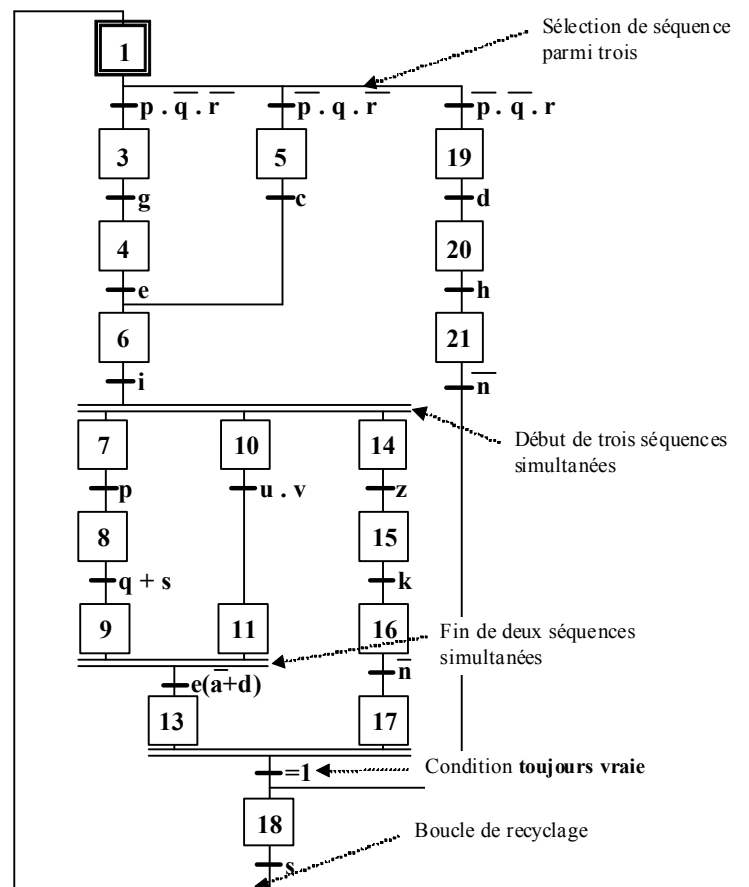 Sélection de séquence
parmi trois
1
p . q̅ . r̅
p̅ . q . r̅
p̅ . q̅ . r
3
5
19
g
c
d
4
20
e
h
6
21
i
n̅
Début de trois séquences
simultanées
7
10
14
p
u . v
z
8
15
q + s
k
9
11
16
Fin de deux séquences
simultanées
e(a̅+d)
n̅
13
17
=1
Condition toujours vraie
18
Boucle de recyclage
s